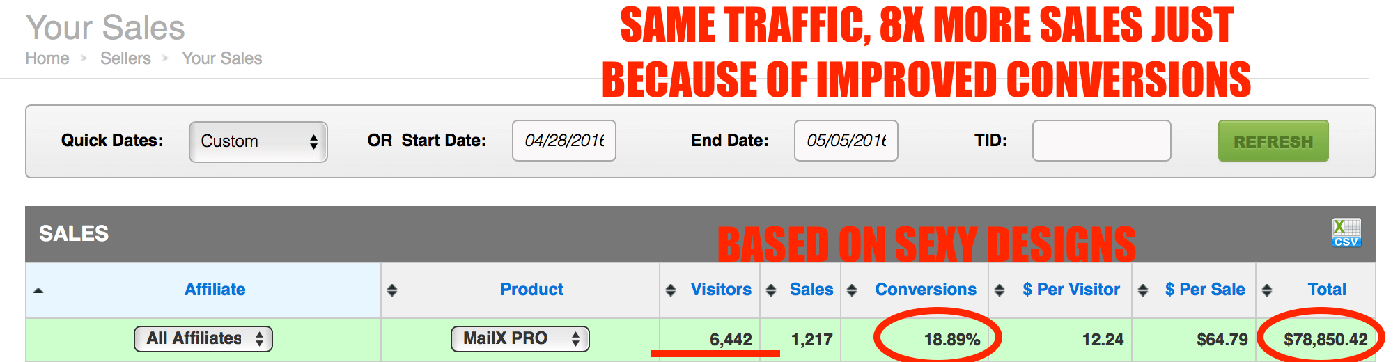 Your Sales
SAME TRAFFIC, 8X MORE SALES JUST
BECAUSE OF IMPROVED CONVERSIONS
Home Sellers Your Sales
Quick Dates: Custom OR Start Date: 04/28/2016 End Date: 05/05/2016 TID: REFRESH
SALES
CSV
BASED ON SEXY DESIGNS
Affiliate Product Visitors Sales Conversions $ Per Visitor $ Per Sale Total
All Affiliates MailX PRO 6,442 1,217 18.89% 12.24 $64.79 $78,850.42